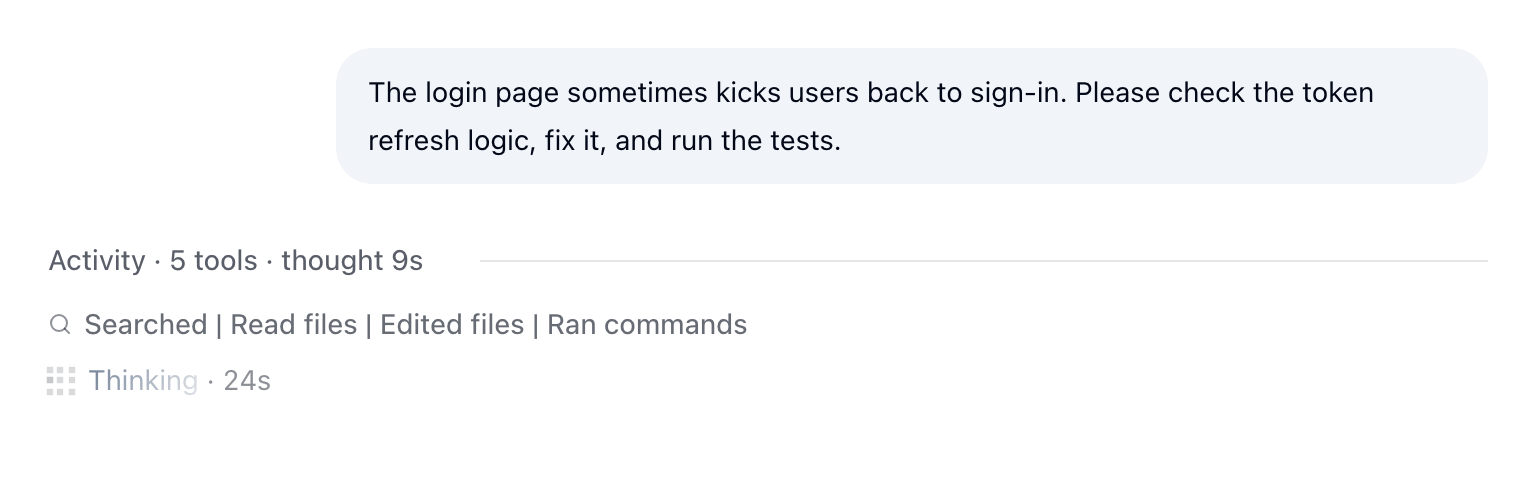 The login page sometimes kicks users back to sign-in. Please check the token
refresh logic, fix it, and run the tests.
Activity · 5 tools · thought 9s
Searched | Read files | Edited files | Ran commands
Thinking · 24s